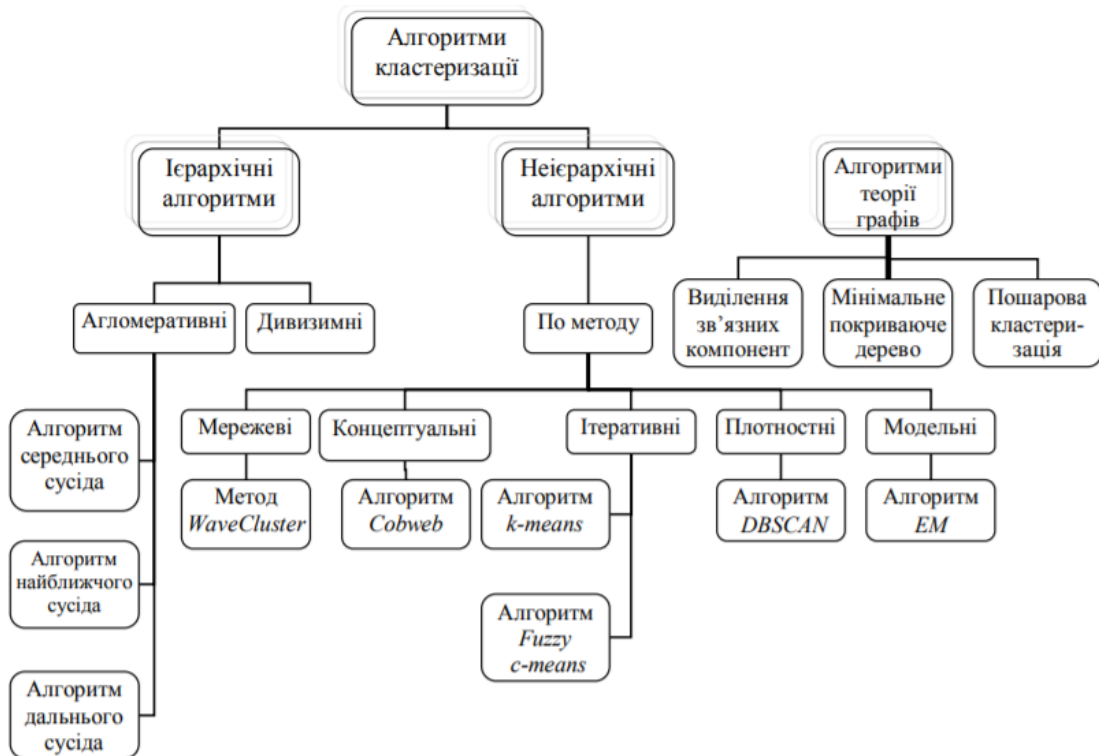 Алгоритми
кластеризації
Ієрархічні
алгоритми
Неієрархічні
алгоритми
Алгоритми
теорії
графів
Агломеративні
Дивизимні
По методу
Виділення
зв’язних
компонент
Мінімальне
покриваюче
дерево
Пошарова
кластери-
зація
Мережеві
Концептуальні
Ітеративні
Плотностні
Модельні
Алгоритм
середнього
сусіда
Метод
WaveCluster
Алгоритм
Cobweb
Алгоритм
k-means
Алгоритм
DBSCAN
Алгоритм
EM
Алгоритм
найближчого
сусіда
Алгоритм
Fuzzy
c-means
Алгоритм
дальнього
сусіда